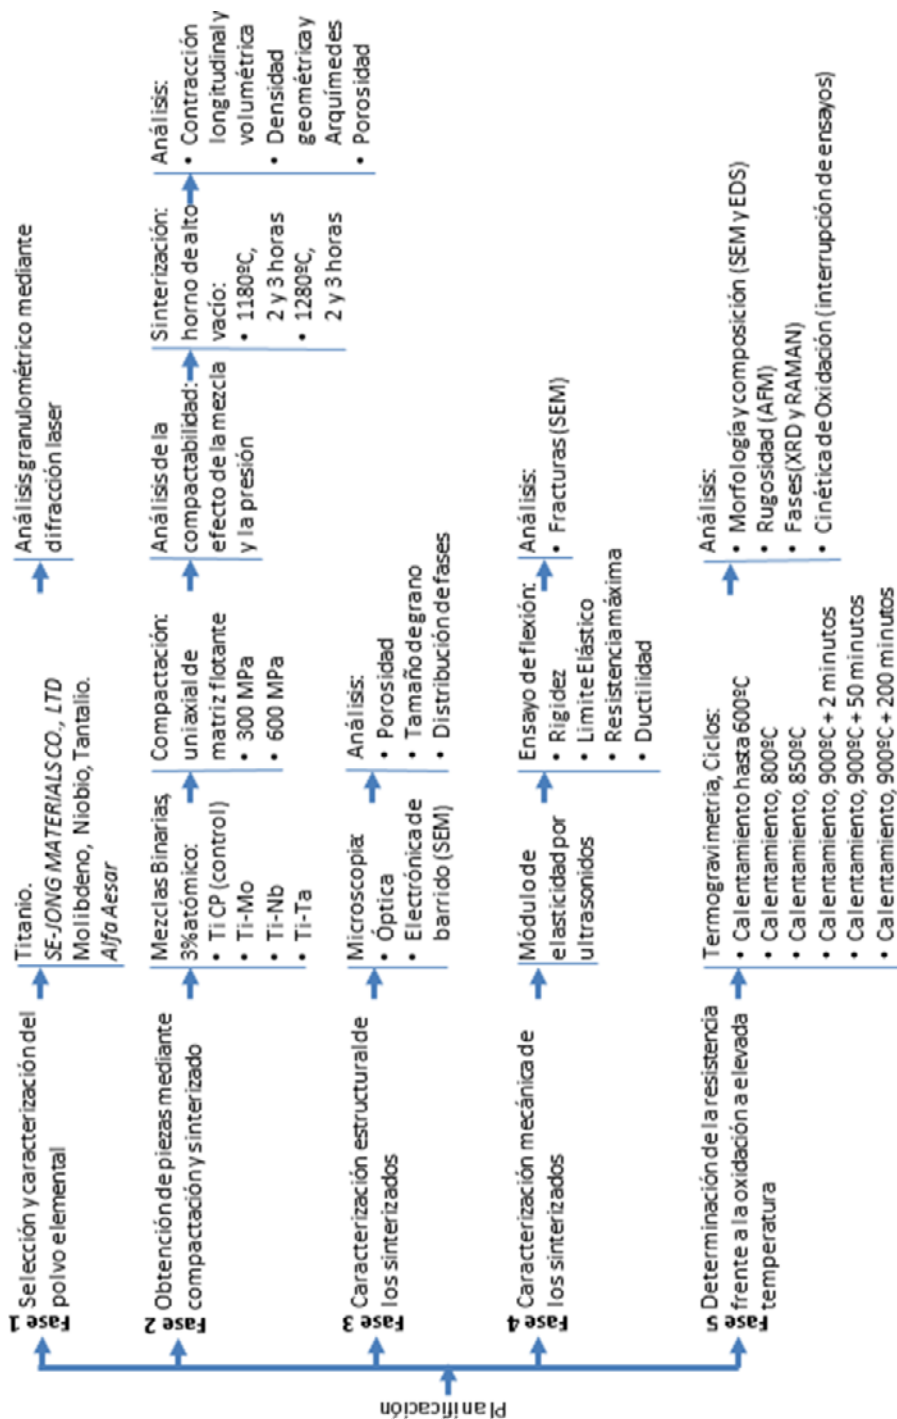 Planificación
Fase 1
Selección y caracterización del
polvo elemental
Titanio.
SE-JONG MATERIALS CO., LTD
Molibdeno, Niobio, Tantalio.
Alfa Aesar
Análisis granulométrico mediante
difracción laser
Fase 2
Obtención de piezas mediante
compactación y sinterizado
Mezclas Binarias,
3% atómico:
• Ti CP (control)
• Ti-Mo
• Ti-Nb
• Ti-Ta
Compactación:
uniaxial de
matriz flotante
• 300 MPa
• 600 MPa
Análisis de la
compactabilidad:
efecto de la mezcla
y la presión
Sinterización:
horno de alto
vacío:
• 1180ºC,
2 y 3 horas
• 1280ºC,
2 y 3 horas
Análisis:
• Contracción
longitudinal y
volumétrica
• Densidad
geométrica y
Arquímedes
• Porosidad
Fase 3
Caracterización estructural de
los sinterizados
Microscopia:
• Óptica
• Electrónica de
barrido (SEM)
Análisis:
• Porosidad
• Tamaño de grano
• Distribución de fases
Fase 4
Caracterización mecánica de
los sinterizados
Módulo de
elasticidad por
ultrasonidos
Ensayo de flexión:
• Rigidez
• Limite Elástico
• Resistencia máxima
• Ductilidad
Análisis:
• Fracturas (SEM)
Fase 5
Determinación de la resistencia
frente a la oxidación a elevada
temperatura
Termogravimetria, Ciclos:
• Calentamiento hasta 600ºC
• Calentamiento, 800ºC
• Calentamiento, 850ºC
• Calentamiento, 900ºC + 2 minutos
• Calentamiento, 900ºC + 50 minutos
• Calentamiento, 900ºC + 200 minutos
Análisis:
• Morfología y composición (SEM y EDS)
• Rugosidad (AFM)
• Fases (XRD y RAMAN)
• Cinética de Oxidación (interrupción de ensayos)